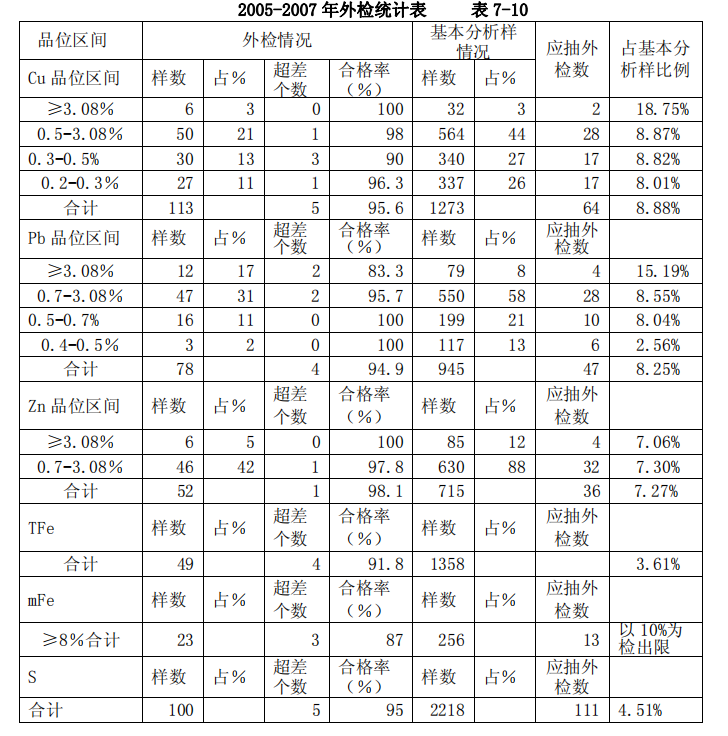 2005-2007 年外检统计表 表 7-10
品位区间 外检情况 基本分析样情况 应抽外检数 占基本分析样比例
Cu 品位区间 样数 占% 超差个数 合格率（%） 样数 占%
≥3.08% 6 3 0 100 32 3 2 18.75%
0.5-3.08% 50 21 1 98 564 44 28 8.87%
0.3-0.5% 30 13 3 90 340 27 17 8.82%
0.2-0.3% 27 11 1 96.3 337 26 17 8.01%
合计 113 5 95.6 1273 64 8.88%
Pb 品位区间 样数 占% 超差个数 合格率（%） 样数 占% 应抽外检数
≥3.08% 12 17 2 83.3 79 8 4 15.19%
0.7-3.08% 47 31 2 95.7 550 58 28 8.55%
0.5-0.7% 16 11 0 100 199 21 10 8.04%
0.4-0.5% 3 2 0 100 117 13 6 2.56%
合计 78 4 94.9 945 47 8.25%
Zn 品位区间 样数 占% 超差个数 合格率（%） 样数 占% 应抽外检数
≥3.08% 6 5 0 100 85 12 4 7.06%
0.7-3.08% 46 42 1 97.8 630 88 32 7.30%
合计 52 1 98.1 715 36 7.27%
TFe 样数 占% 超差个数 合格率（%） 样数 占% 应抽外检数
合计 49 4 91.8 1358 3.61%
mFe 样数 占% 超差个数 合格率（%） 样数 占% 应抽外检数
≥8%合计 23 3 87 256 13 以 10%为检出限
S 样数 占% 超差个数 合格率（%） 样数 占% 应抽外检数
合计 100 5 95 2218 111 4.51%